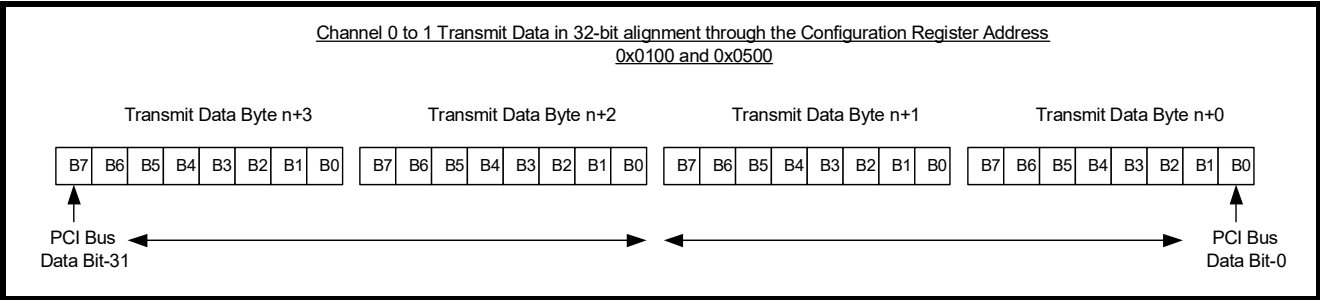 Channel 0 to 1 Transmit Data in 32-bit alignment through the Configuration Register Address
0x0100 and 0x0500
Transmit Data Byte n+3 Transmit Data Byte n+2 Transmit Data Byte n+1 Transmit Data Byte n+0
B7 B6 B5 B4 B3 B2 B1 B0 B7 B6 B5 B4 B3 B2 B1 B0 B7 B6 B5 B4 B3 B2 B1 B0 B7 B6 B5 B4 B3 B2 B1 B0
PCI Bus PCI Bus
Data Bit-31 Data Bit-0